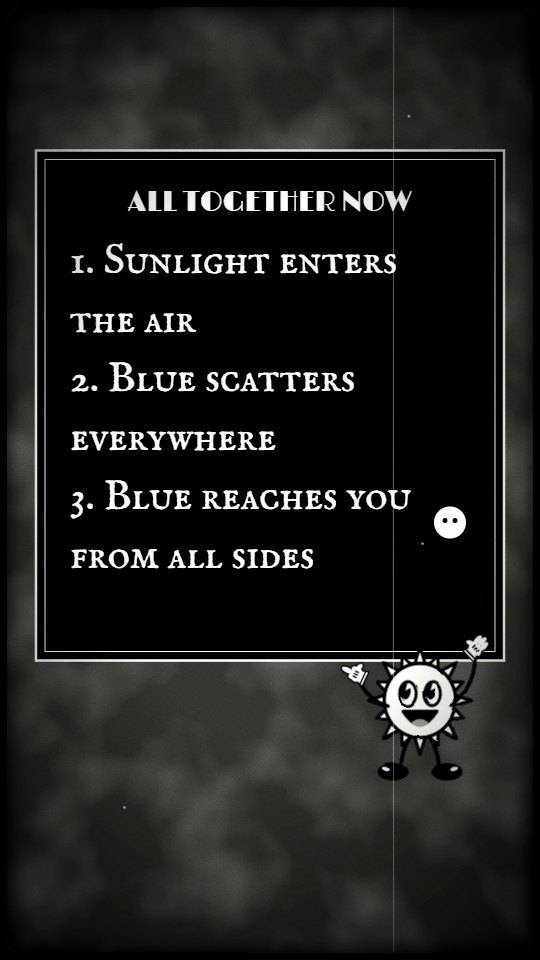 ALL TOGETHER NOW
1. Sunlight enters
the air
2. Blue scatters
everywhere
3. Blue reaches you
from all sides